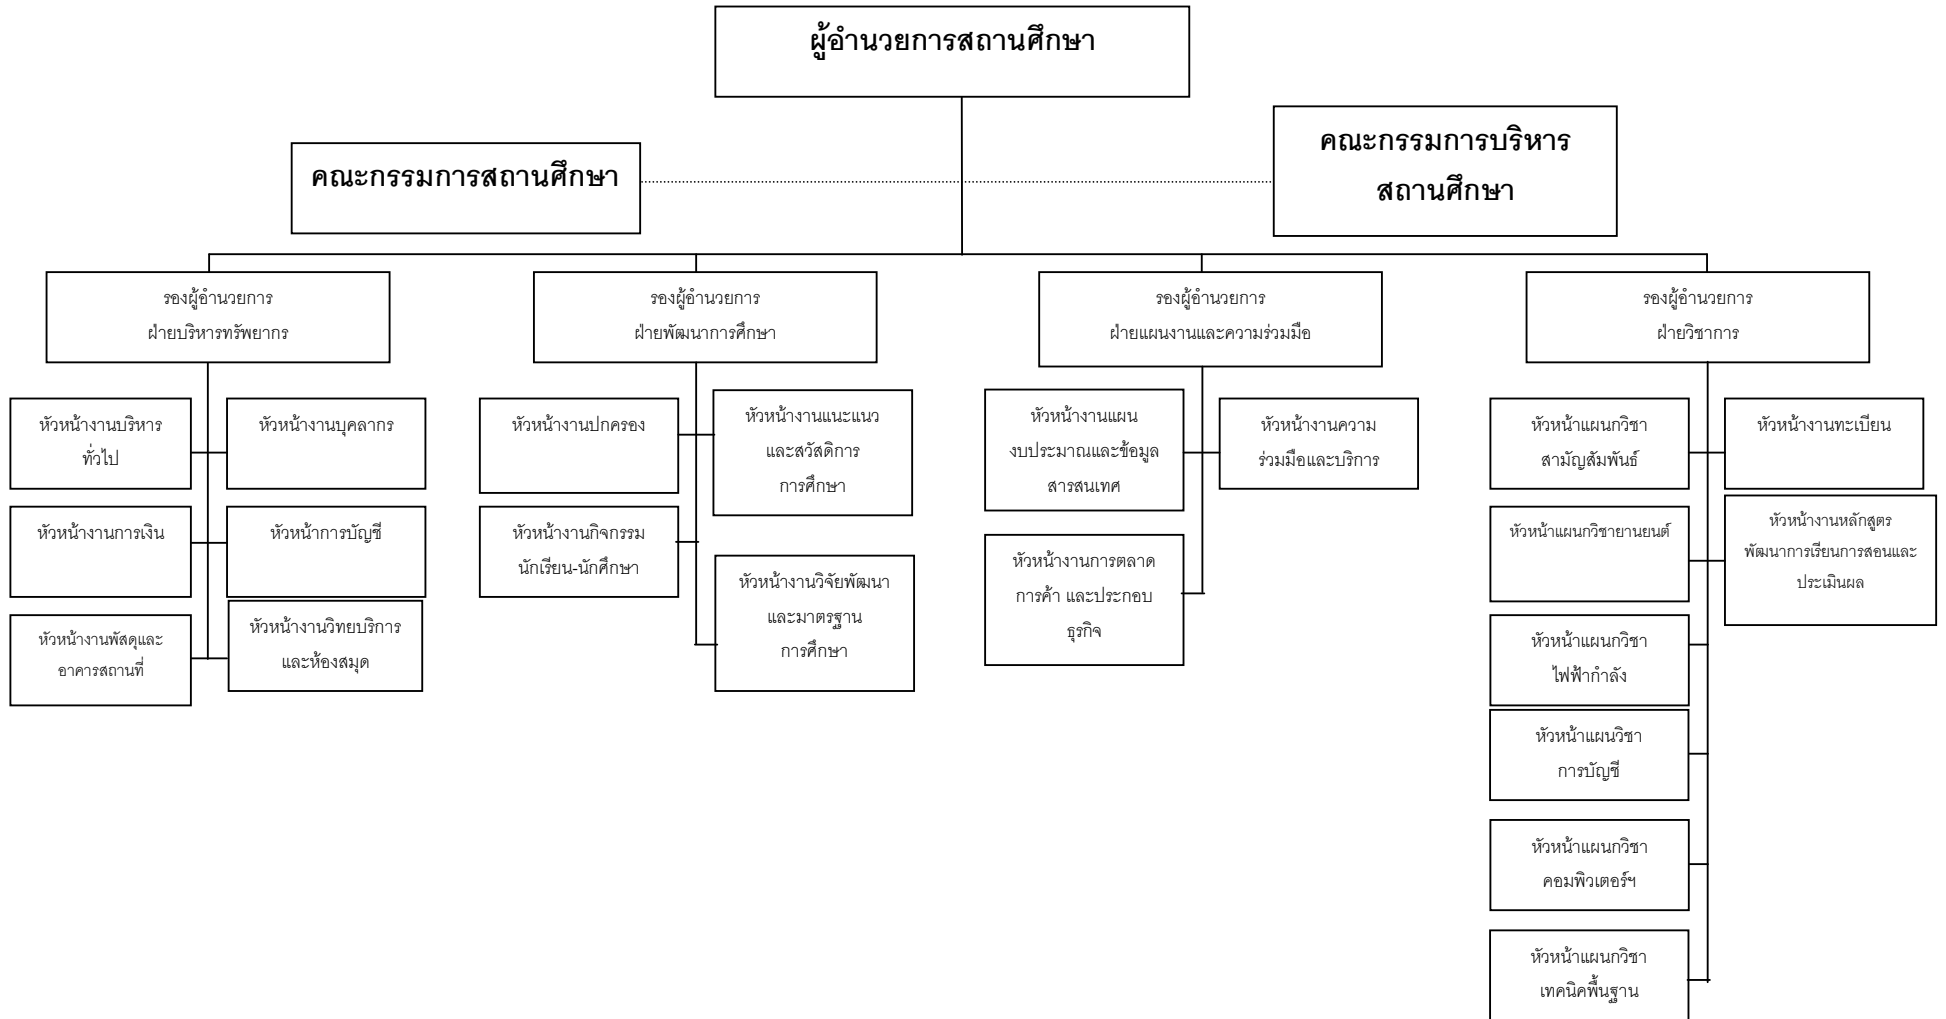 ผู้อำนวยการสถานศึกษา
คณะกรรมการสถานศึกษา
คณะกรรมการบริหาร
สถานศึกษา
รองผู้อำนวยการ
ฝ่ายบริหารทรัพยากร
รองผู้อำนวยการ
ฝ่ายพัฒนาการศึกษา
รองผู้อำนวยการ
ฝ่ายแผนงานและความร่วมมือ
รองผู้อำนวยการ
ฝ่ายวิชาการ
หัวหน้างานบริหาร
ทั่วไป
หัวหน้างานบุคลากร
หัวหน้างานการเงิน
หัวหน้าการบัญชี
หัวหน้างานพัสดุและ
อาคารสถานที่
หัวหน้างานวิทยบริการ
และห้องสมุด
หัวหน้างานปกครอง
หัวหน้างานแนะแนว
และสวัสดิการ
การศึกษา
หัวหน้างานกิจกรรม
นักเรียน-นักศึกษา
หัวหน้างานวิจัยพัฒนา
และมาตรฐาน
การศึกษา
หัวหน้างานแผน
งบประมาณและข้อมูล
สารสนเทศ
หัวหน้างานความ
ร่วมมือและบริการ
หัวหน้างานการตลาด
การค้า และประกอบ
ธุรกิจ
หัวหน้าแผนกวิชา
สามัญสัมพันธ์
หัวหน้างานทะเบียน
หัวหน้าแผนกวิชายานยนต์
หัวหน้างานหลักสูตร
พัฒนาการเรียนการสอนและ
ประเมินผล
หัวหน้าแผนกวิชา
ไฟฟ้ากำลัง
หัวหน้าแผนวิชา
การบัญชี
หัวหน้าแผนกวิชา
คอมพิวเตอร์ฯ
หัวหน้าแผนกวิชา
เทคนิคพื้นฐาน